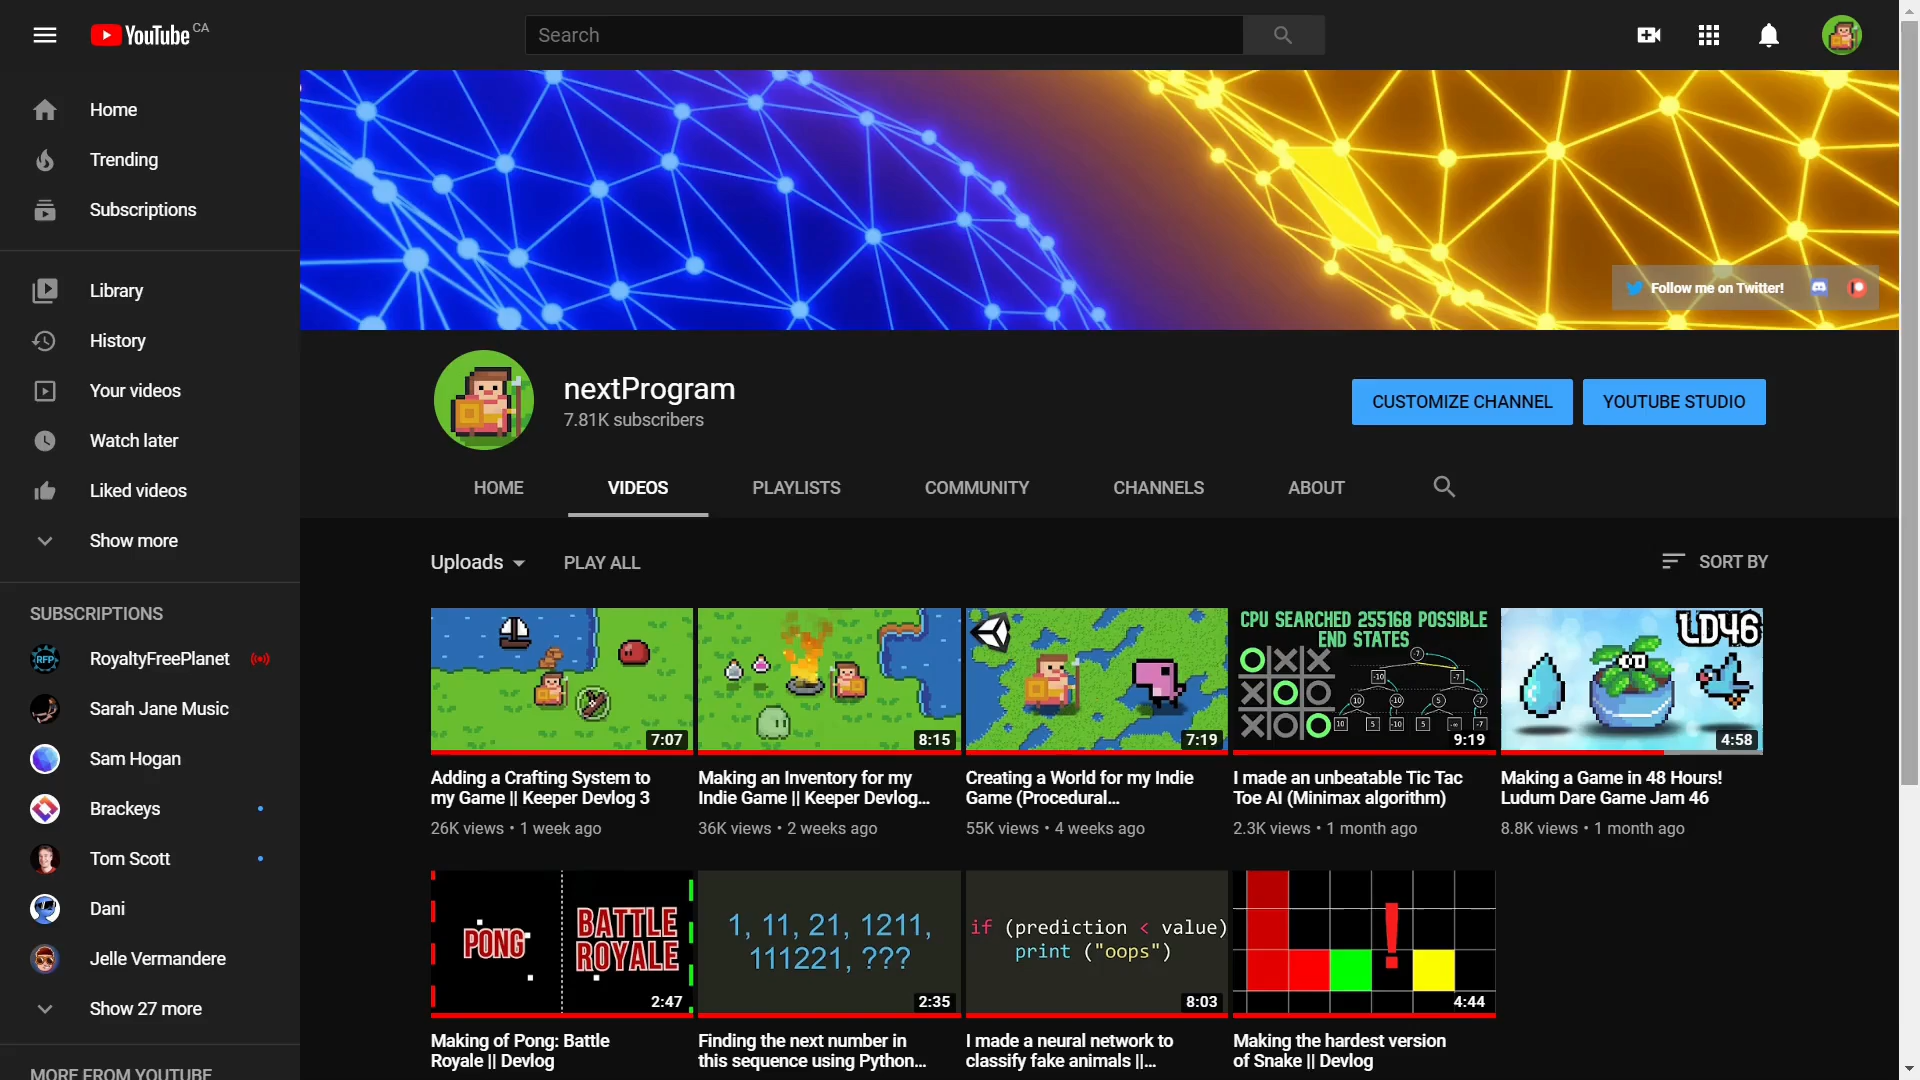 YouTube CA
Search
Home
Trending
Subscriptions
Library
History
Your videos
Watch later
Liked videos
Show more
SUBSCRIPTIONS
RFP
RoyaltyFreePlanet
Sarah Jane Music
Sam Hogan
Brackeys
Tom Scott
Dani
Jelle Vermandere
Show 27 more
MORE FROM YOUTUBE
Follow me on Twitter!
nextProgram
7.81K subscribers
CUSTOMIZE CHANNEL
YOUTUBE STUDIO
HOME
VIDEOS
PLAYLISTS
COMMUNITY
CHANNELS
ABOUT
Uploads
PLAY ALL
SORT BY
7:07
Adding a Crafting System to
my Game || Keeper Devlog 3
26K views • 1 week ago
8:15
Making an Inventory for my
Indie Game || Keeper Devlog...
36K views • 2 weeks ago
7:19
Creating a World for my Indie
Game (Procedural...
55K views • 4 weeks ago
CPU SEARCHED 255168 POSSIBLE
END STATES
9:19
I made an unbeatable Tic Tac
Toe AI (Minimax algorithm)
2.3K views • 1 month ago
LD46
4:58
Making a Game in 48 Hours!
Ludum Dare Game Jam 46
8.8K views • 1 month ago
PONG
BATTLE
ROYALE
2:47
Making of Pong: Battle
Royale || Devlog
1, 11, 21, 1211,
111221, ???
2:35
Finding the next number in
this sequence using Python...
if (prediction < value)
print ("oops")
8:03
I made a neural network to
classify fake animals ||...
!
4:44
Making the hardest version
of Snake || Devlog